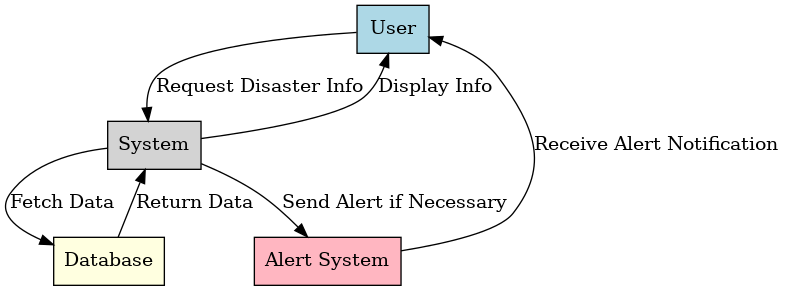 User
Request Disaster Info
Display Info
System
Receive Alert Notification
Fetch Data
Return Data
Send Alert if Necessary
Database
Alert System